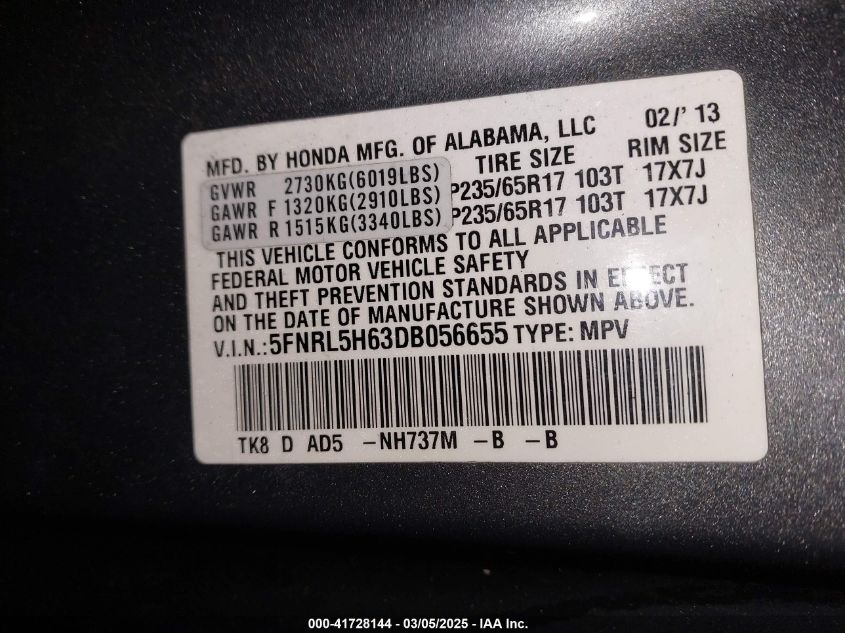 MFD. BY HONDA MFG. OF ALABAMA, LLC 02/' 13
TIRE SIZE RIM SIZE
GVWR 2730KG(6019LBS) P235/65R17 103T 17X7J
GAWR F 1320KG(2910LBS) P235/65R17 103T 17X7J
GAWR R 1515KG(3340LBS)
THIS VEHICLE CONFORMS TO ALL APPLICABLE
FEDERAL MOTOR VEHICLE SAFETY
AND THEFT PREVENTION STANDARDS IN EFFECT
ON THE DATE OF MANUFACTURE SHOWN ABOVE.
V.I.N.: 5FNRL5H63DB056655 TYPE: MPV
TK8 D AD5 -NH737M -B -B
000-41728144 - 03/05/2025 - IAA Inc.